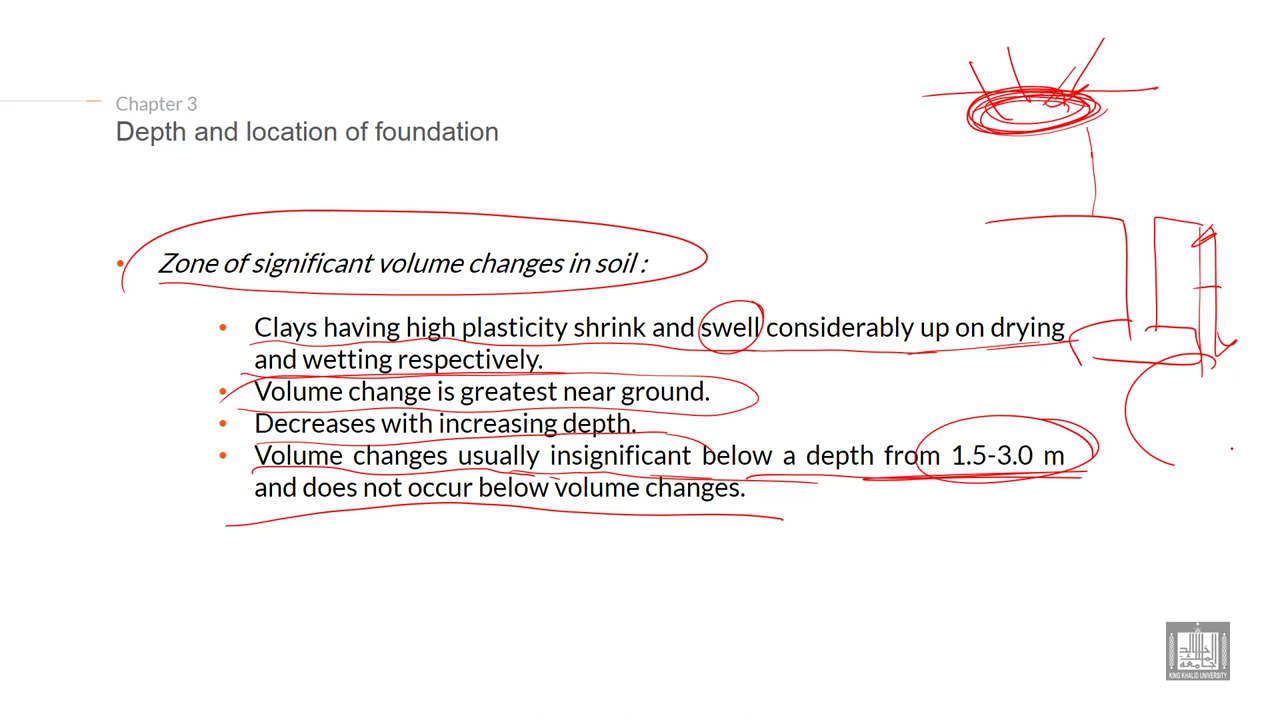 Chapter 3
Depth and location of foundation
• Zone of significant volume changes in soil :
• Clays having high plasticity shrink and swell considerably up on drying
and wetting respectively.
• Volume change is greatest near ground.
• Decreases with increasing depth.
• Volume changes usually insignificant below a depth from 1.5-3.0 m
and does not occur below volume changes.
جامعة الملك خالد
KING KHALID UNIVERSITY